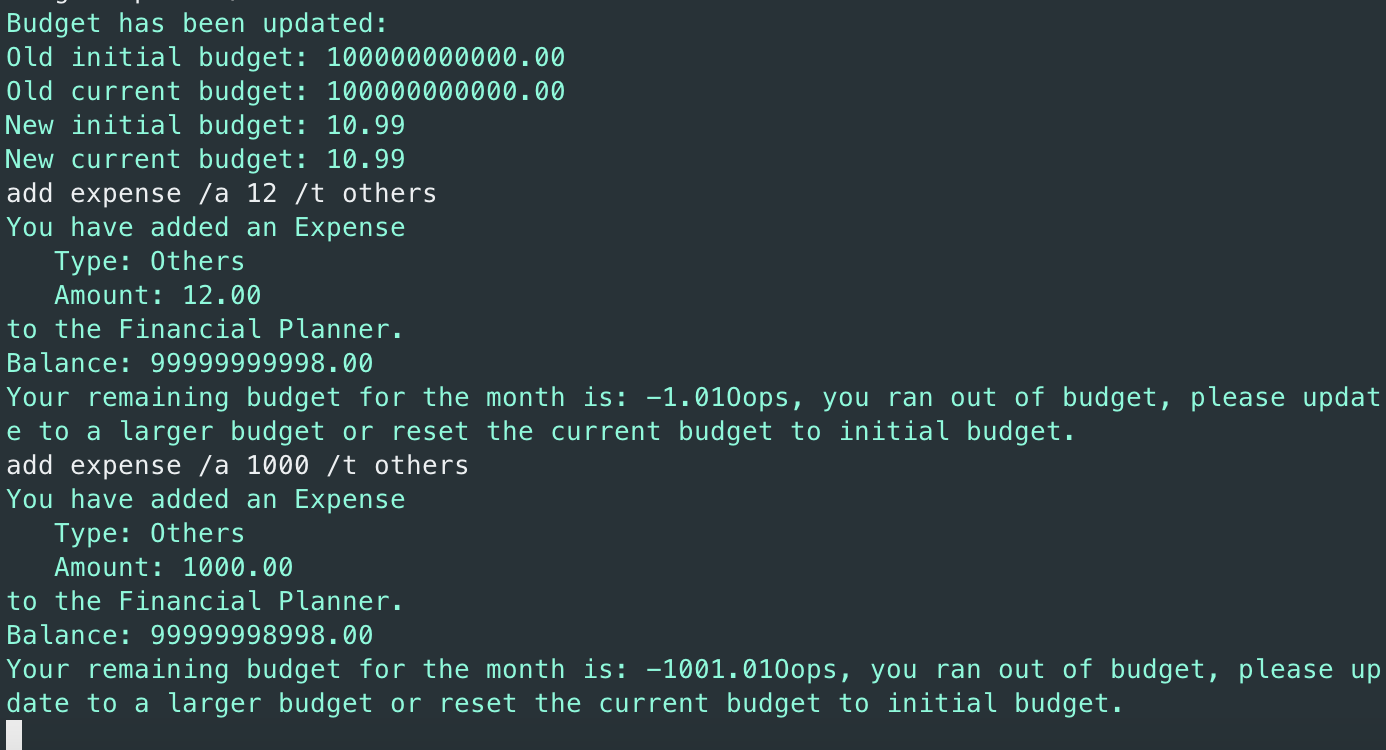 Budget has been updated:
Old initial budget: 100000000000.00
Old current budget: 100000000000.00
New initial budget: 10.99
New current budget: 10.99
add expense /a 12 /t others
You have added an Expense
   Type: Others
   Amount: 12.00
to the Financial Planner.
Balance: 99999999998.00
Your remaining budget for the month is: -1.01Oops, you ran out of budget, please updat
e to a larger budget or reset the current budget to initial budget.
add expense /a 1000 /t others
You have added an Expense
   Type: Others
   Amount: 1000.00
to the Financial Planner.
Balance: 99999998998.00
Your remaining budget for the month is: -1001.01Oops, you ran out of budget, please up
date to a larger budget or reset the current budget to initial budget.